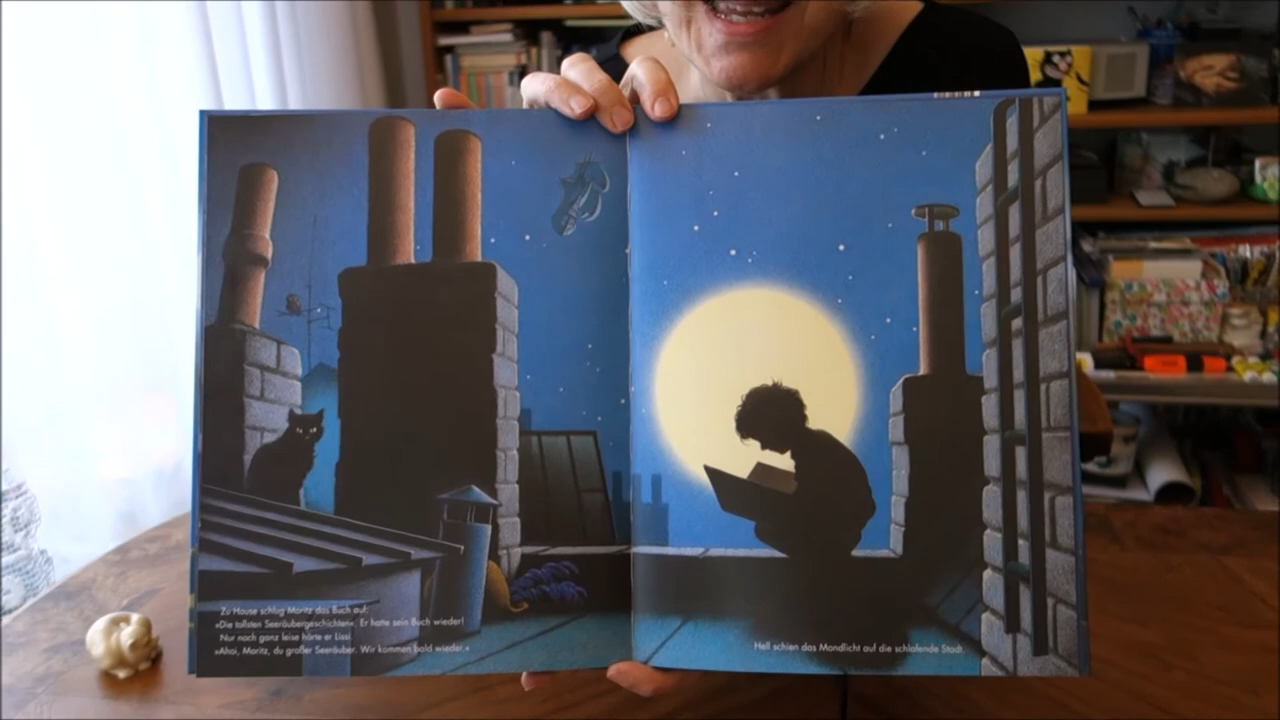 Zu Hause schlug Moritz das Buch auf:
»Die tollsten Seeräubergeschichten«. Er hatte sein Buch wieder!
Nur noch ganz leise hörte er Lissi.
»Ahoi, Moritz, du großer Seeräuber. Wir kommen bald wieder.«
Hell schien das Mondlicht auf die schlafende Stadt.